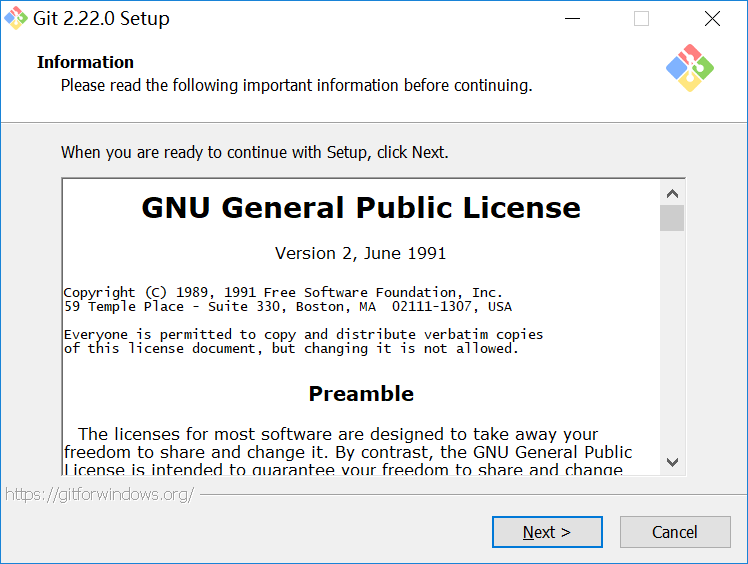 Git 2.22.0 Setup
Information
Please read the following important information before continuing.
When you are ready to continue with Setup, click Next.
GNU General Public License
Version 2, June 1991
Copyright (C) 1989, 1991 Free Software Foundation, Inc.
59 Temple Place - Suite 330, Boston, MA  02111-1307, USA
Everyone is permitted to copy and distribute verbatim copies
of this license document, but changing it is not allowed.
Preamble
The licenses for most software are designed to take away your
freedom to share and change it. By contrast, the GNU General Public
License is intended to guarantee your freedom to share and change
https://gitforwindows.org/
Next >
Cancel